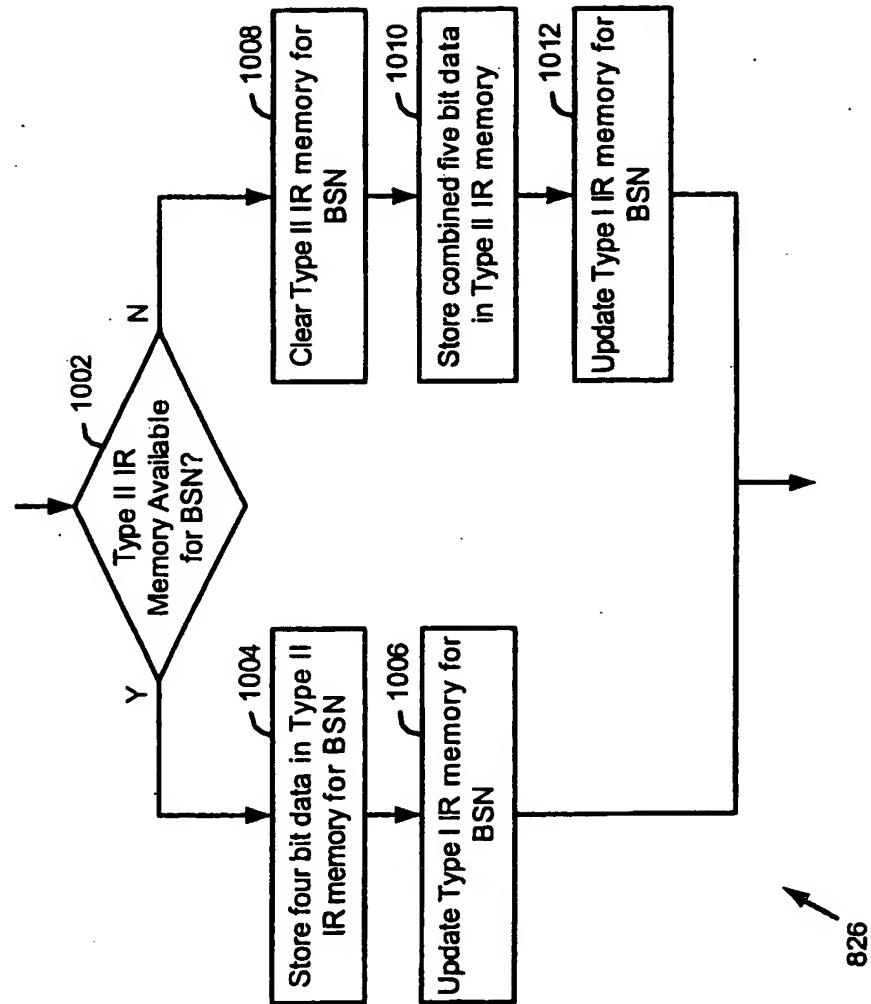 1002
Type II IR
Memory Available
for BSN?
Y
N
1004
Store four bit data in Type II
IR memory for BSN
1006
Update Type I IR memory for
BSN
1008
Clear Type II IR memory for
BSN
1010
Store combined five bit data
in Type II IR memory
1012
Update Type I IR memory for
BSN
826